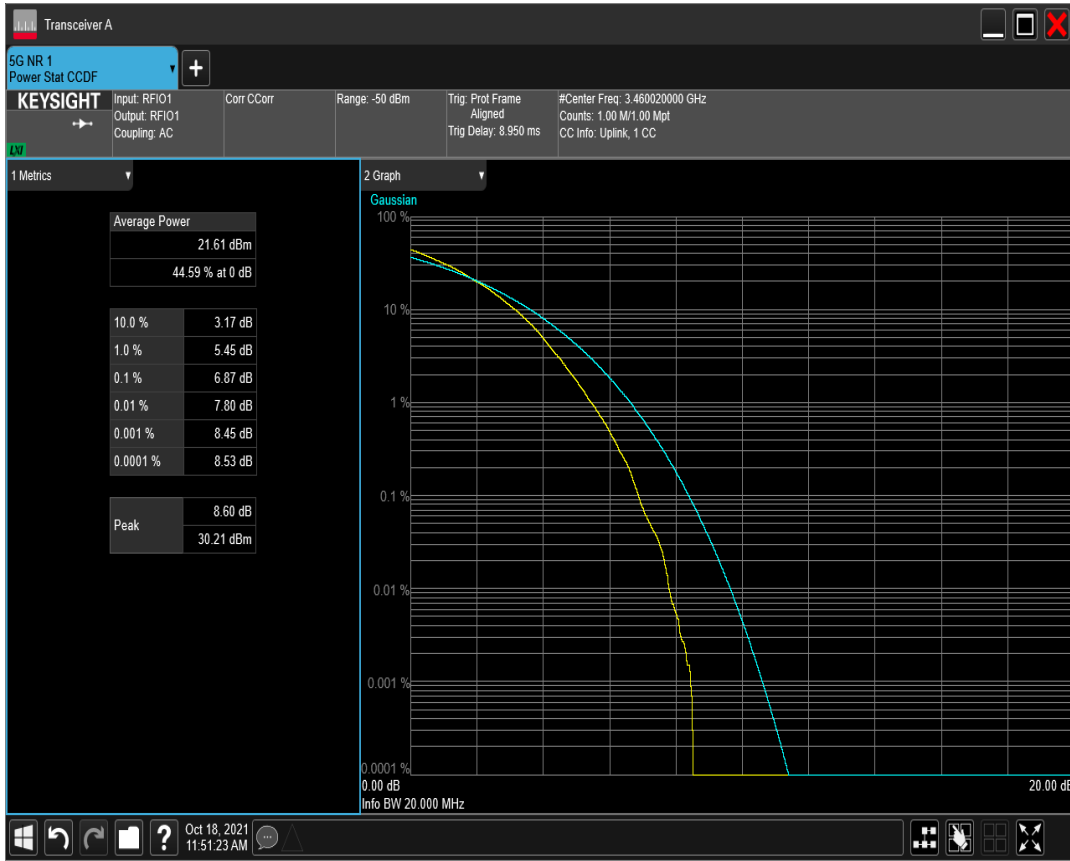 Transceiver A
5G NR 1
Power Stat CCDF
+
KEYSIGHT
LXI
Input: RFIO1
Output: RFIO1
Coupling: AC
Corr CCorr
Range: -50 dBm
Trig: Prot Frame
Aligned
Trig Delay: 8.950 ms
#Center Freq: 3.460020000 GHz
Counts: 1.00 M/1.00 Mpt
CC Info: Uplink, 1 CC
1 Metrics
Average Power
21.61 dBm
44.59 % at 0 dB
10.0 % 3.17 dB
1.0 % 5.45 dB
0.1 % 6.87 dB
0.01 % 7.80 dB
0.001 % 8.45 dB
0.0001 % 8.53 dB
Peak
8.60 dB
30.21 dBm
2 Graph
Gaussian
100 %
10 %
1 %
0.1 %
0.01 %
0.001 %
0.0001 %
0.00 dB 20.00 dB
Info BW 20.000 MHz
?
Oct 18, 2021
11:51:23 AM